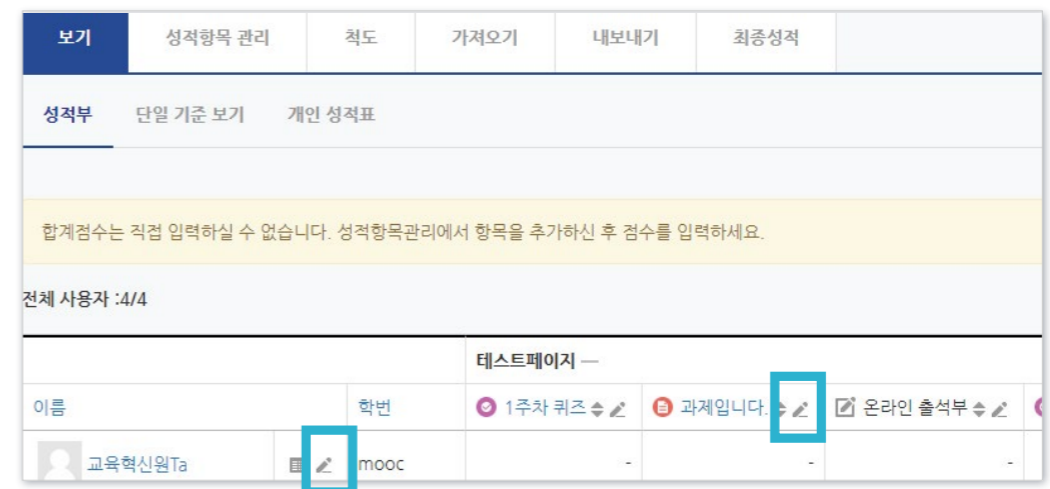 보기 성적항목 관리 척도 가져오기 내보내기 최종성적
성적부 단일 기준 보기 개인 성적표
합계점수는 직접 입력하실 수 없습니다. 성적항목관리에서 항목을 추가하신 후 점수를 입력하세요.
전체 사용자 :4/4
테스트페이지 —
이름 학번 1주차 퀴즈 과제입니다. 온라인 출석부
교육혁신원Ta mooc - - -